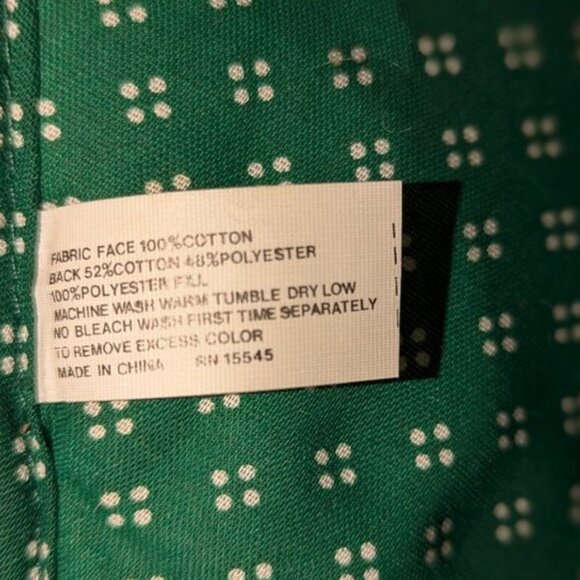 FABRIC FACE 100%COTTON
BACK 52%COTTON 48%POLYESTER
100%POLYESTER FILL
MACHINE WASH WARM TUMBLE DRY LOW
NO BLEACH WASH FIRST TIME SEPARATELY
TO REMOVE EXCESS COLOR
MADE IN CHINA RN 15545